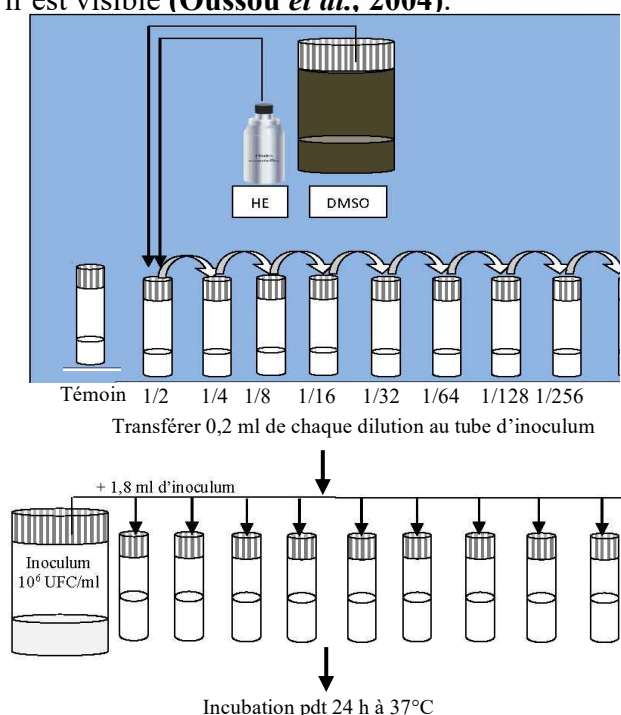 n est visible (Oussou et al., 2004).
HE
DMSO
Témoin 1/2 1/4 1/8 1/16 1/32 1/64 1/128 1/256
Transférer 0,2 ml de chaque dilution au tube d’inoculum
+ 1,8 ml d’inoculum
Inoculum
10⁶ UFC/ml
Incubation pdt 24 h à 37°C